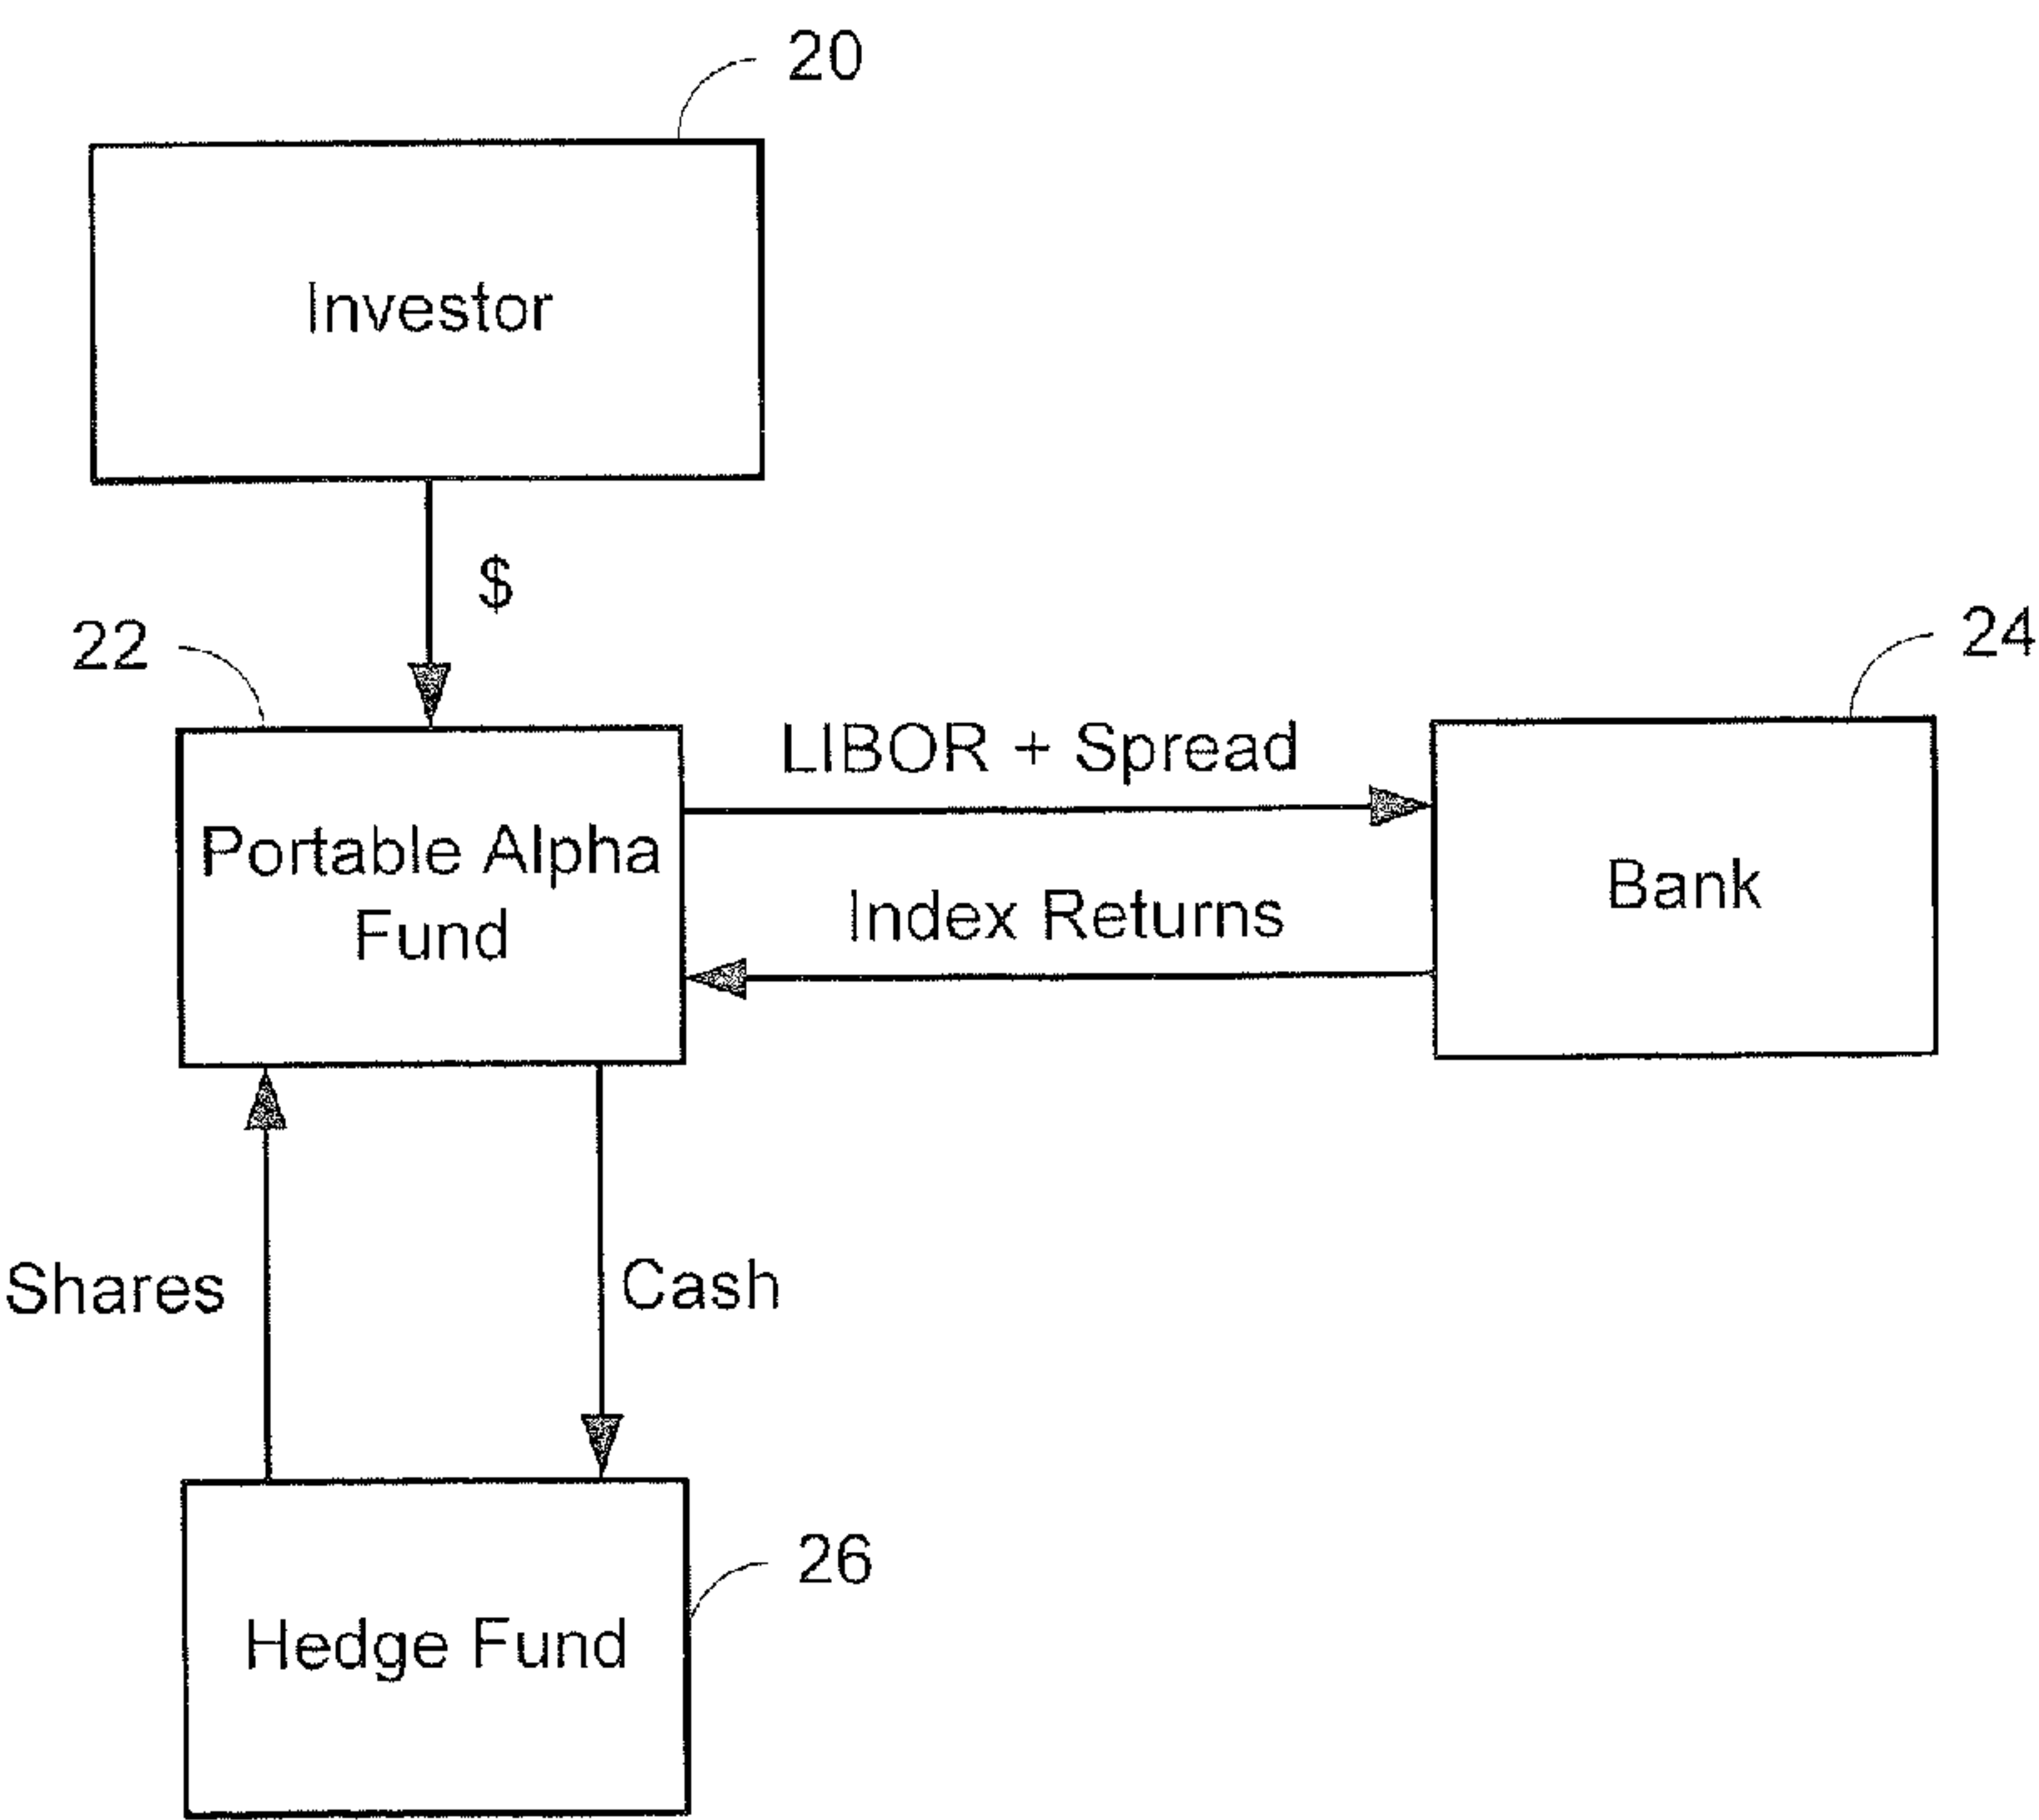 20
Investor
$
22
24
LIBOR + Spread
Portable Alpha
Fund
Bank
Index Returns
Shares
Cash
26
Hedge Fund